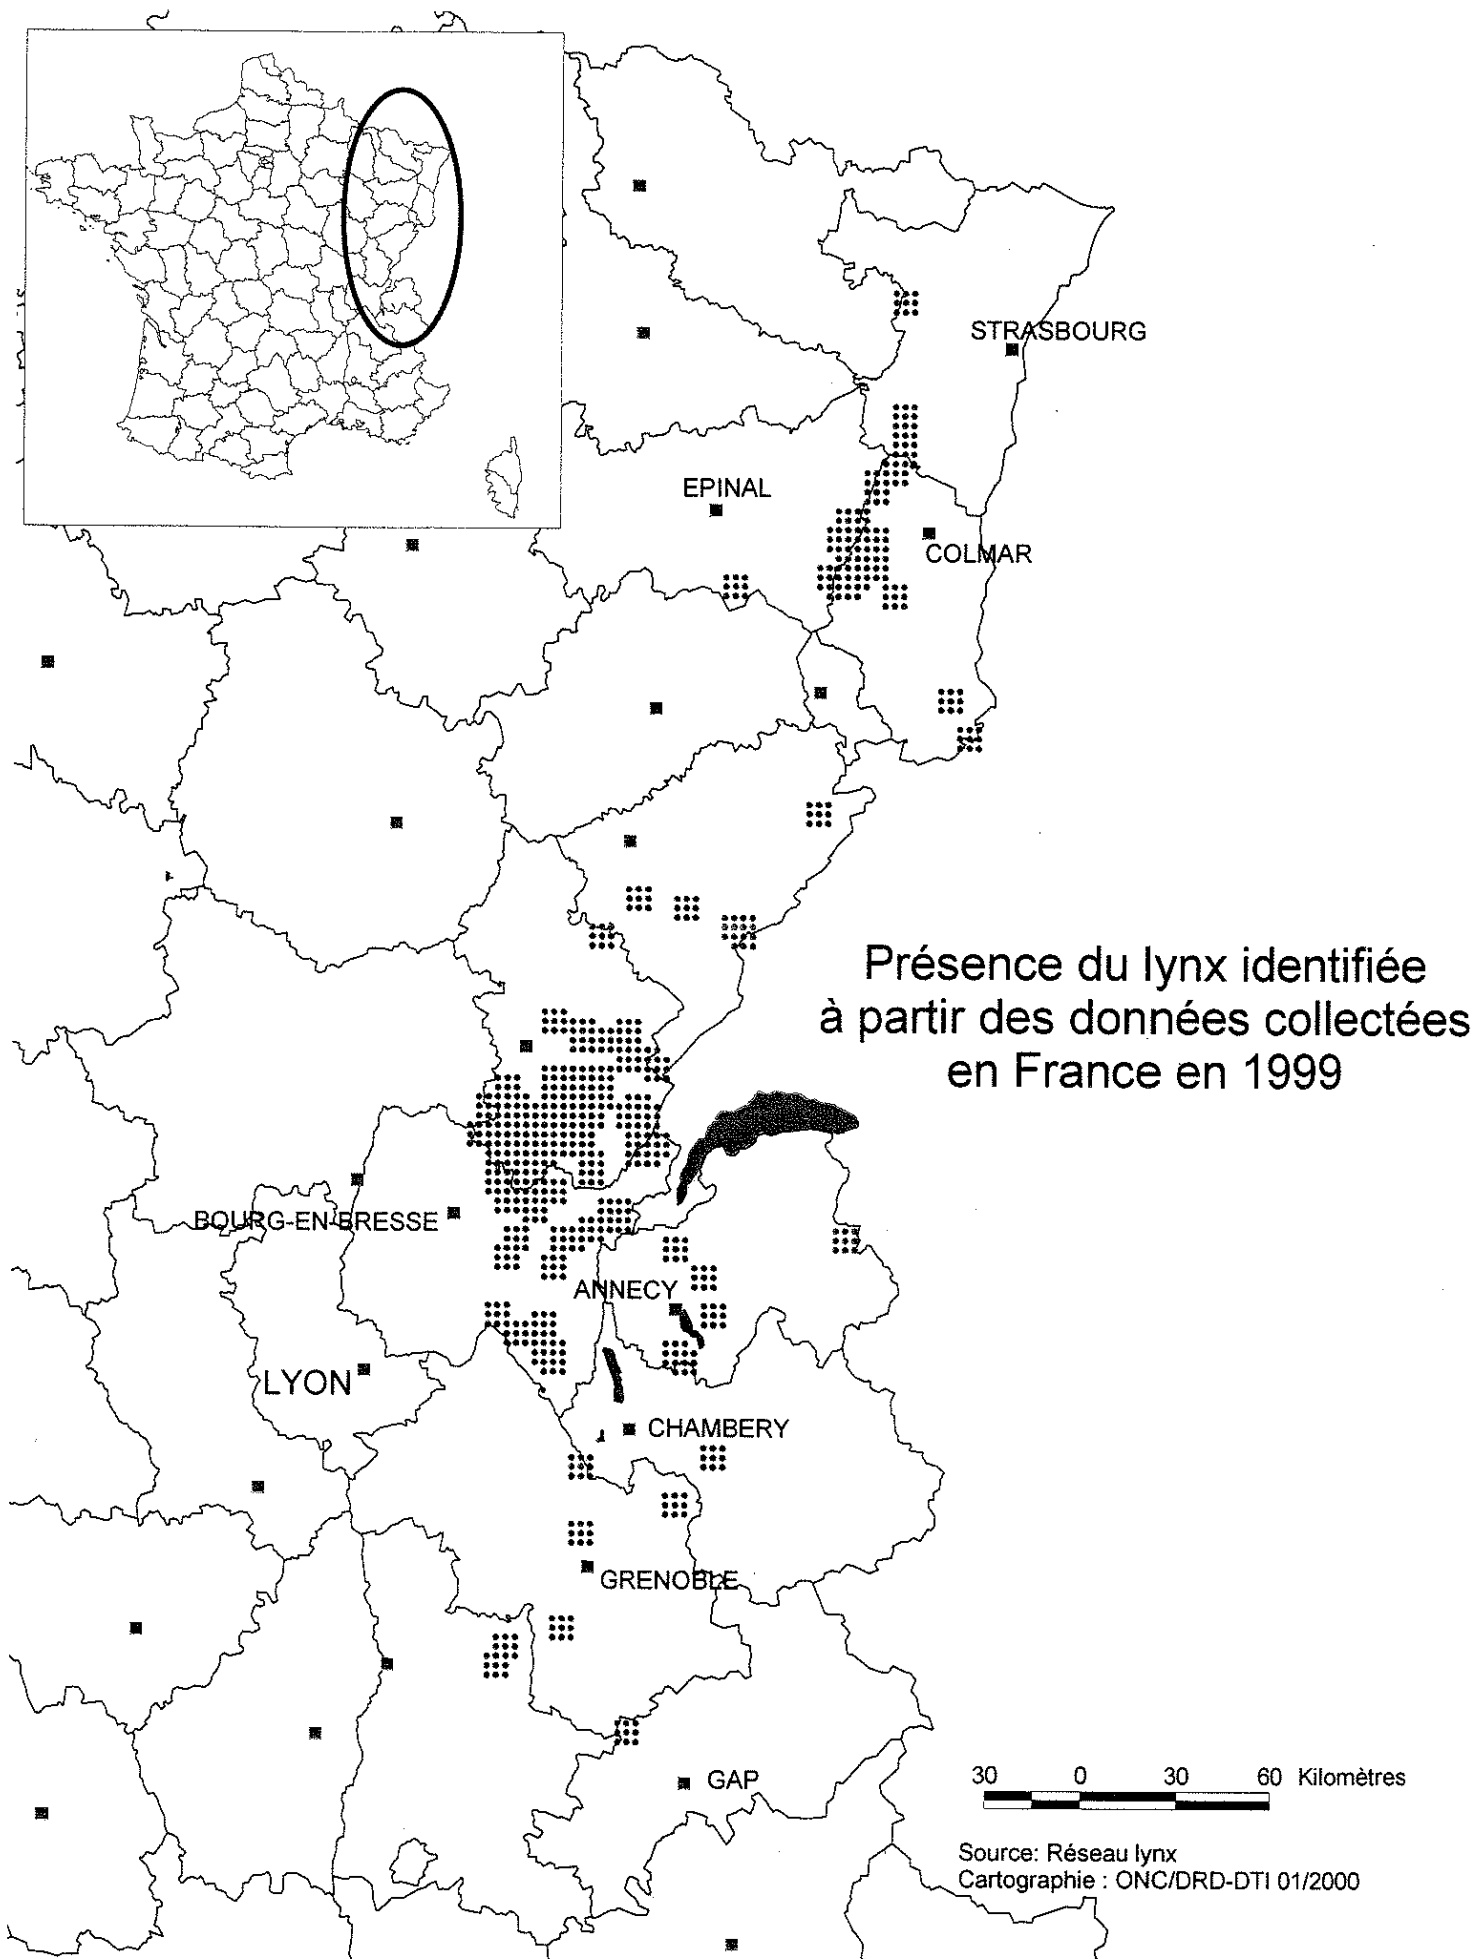 STRASBOURG
EPINAL
COLMAR
Présence du lynx identifiée
à partir des données collectées
en France en 1999
BOURG-EN-BRESSE
ANNECY
LYON
CHAMBERY
GRENOBLE
GAP
30 0 30 60 Kilomètres
Source: Réseau lynx
Cartographie : ONC/DRD-DTI 01/2000